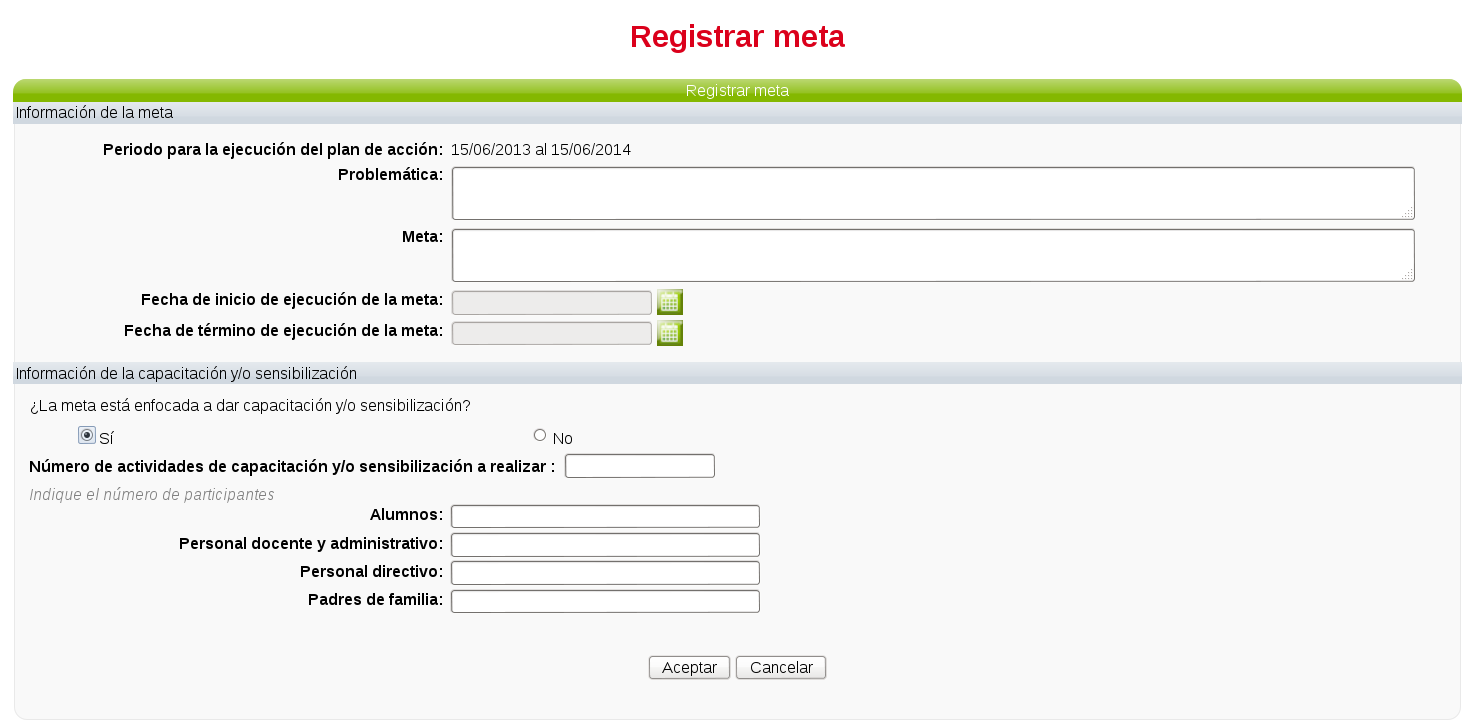 Registrar meta
Registrar meta
Información de la meta
Periodo para la ejecución del plan de acción: 15/06/2013 al 15/06/2014
Problemática:
Meta:
Fecha de inicio de ejecución de la meta:
Fecha de término de ejecución de la meta:
Información de la capacitación y/o sensibilización
¿La meta está enfocada a dar capacitación y/o sensibilización?
Sí No
Número de actividades de capacitación y/o sensibilización a realizar :
Indique el número de participantes
Alumnos:
Personal docente y administrativo:
Personal directivo:
Padres de familia:
Aceptar Cancelar